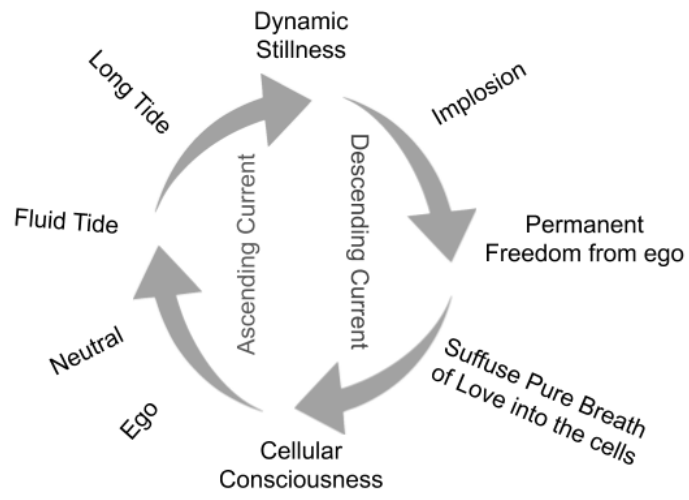 Dynamic
Stillness
Long Tide
Implosion
Ascending Current
Descending Current
Fluid Tide
Permanent
Freedom from ego
Neutral
Suffuse Pure Breath
of Love into the cells
Ego
Cellular
Consciousness